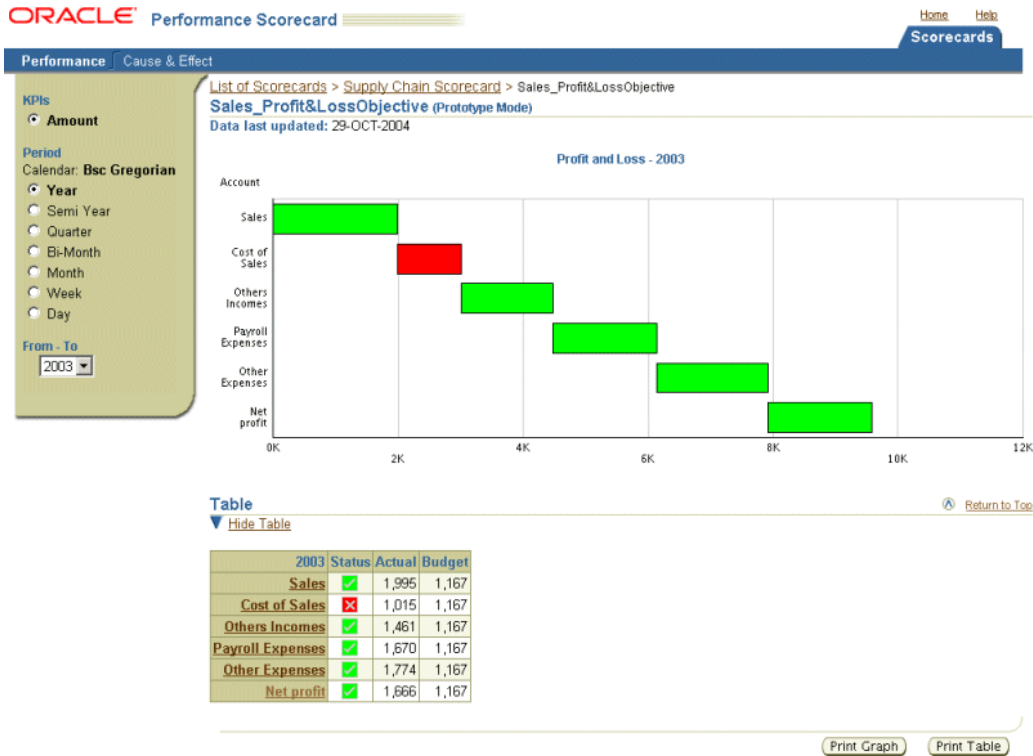 ORACLE Performance Scorecard
Home Help
Scorecards
Performance Cause & Effect
KPIs
Amount
Period
Calendar: Bsc Gregorian
Year
Semi Year
Quarter
Bi-Month
Month
Week
Day
From - To
2003
List of Scorecards > Supply Chain Scorecard > Sales_Profit&LossObjective
Sales_Profit&LossObjective (Prototype Mode)
Data last updated: 29-OCT-2004
Profit and Loss - 2003
Account
Sales
Cost of
Sales
Others
Incomes
Payroll
Expenses
Other
Expenses
Net
profit
0K 2K 4K 6K 8K 10K 12K
Table
Return to Top
Hide Table
2003 Status Actual Budget
Sales 1,995 1,167
Cost of Sales 1,015 1,167
Others Incomes 1,461 1,167
Payroll Expenses 1,670 1,167
Other Expenses 1,774 1,167
Net profit 1,666 1,167
Print Graph Print Table